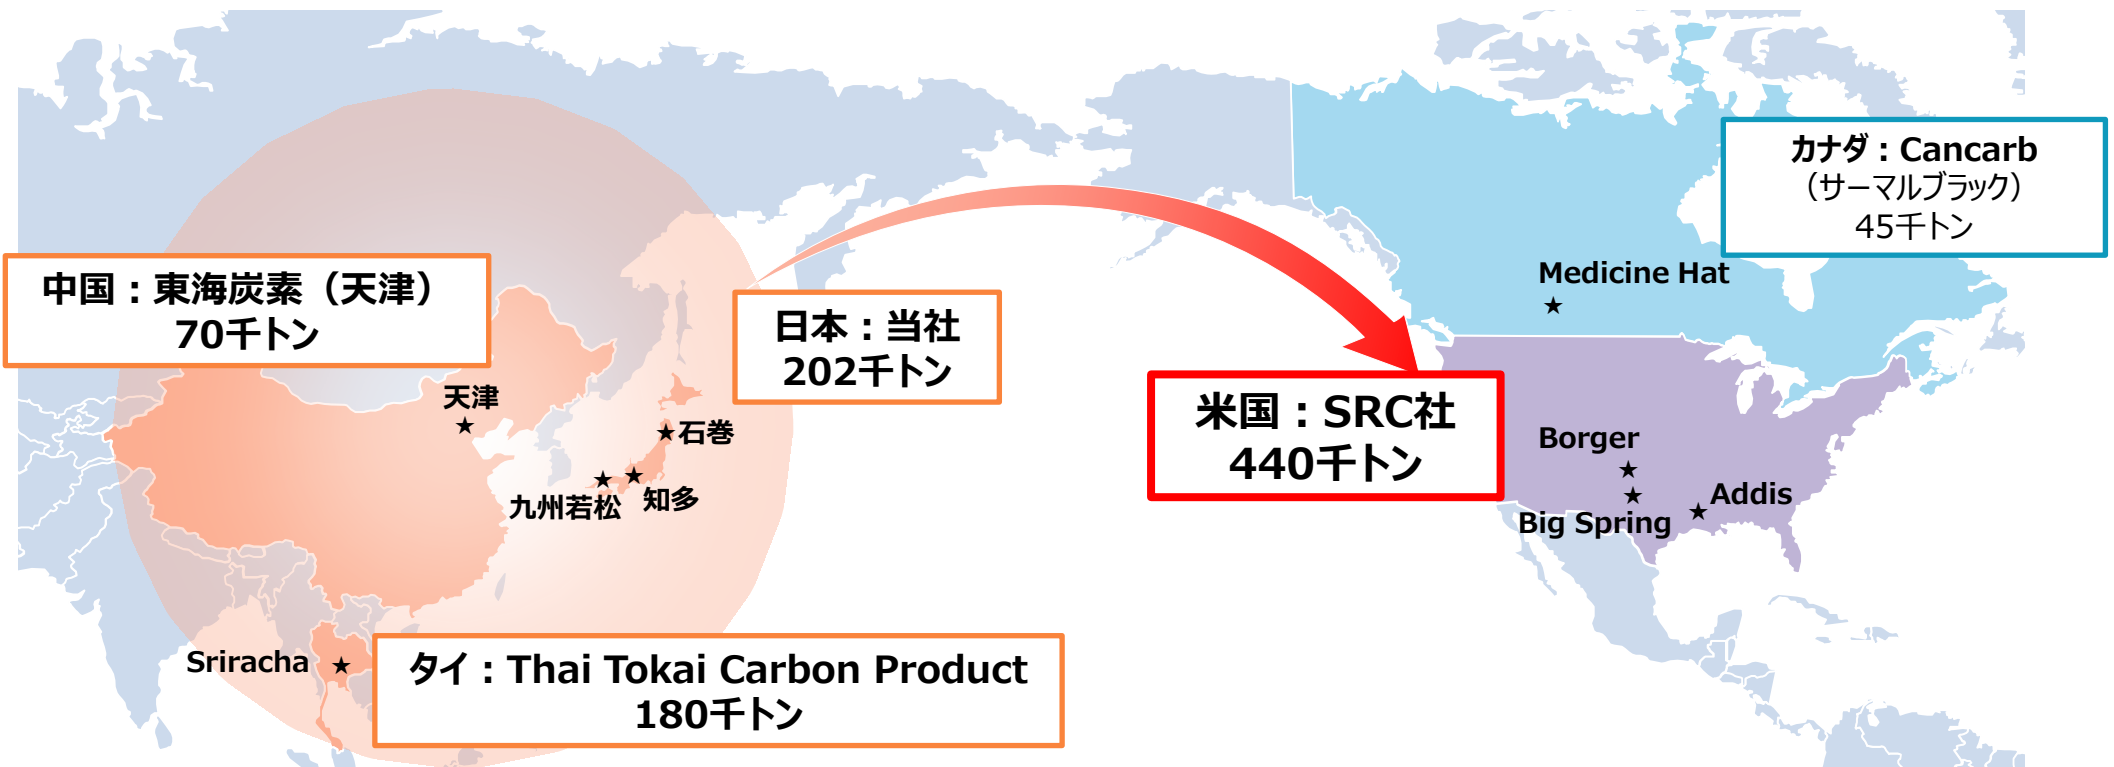 カナダ：Cancarb
（サーマルブラック）
45千トン
中国：東海炭素（天津）
70千トン
日本：当社
202千トン
Medicine Hat
★
天津
★
★石巻
米国：SRC社
440千トン
Borger
★
★
★
九州若松
知多
★
Big Spring
★Addis
Sriracha ★
タイ：Thai Tokai Carbon Product
180千トン